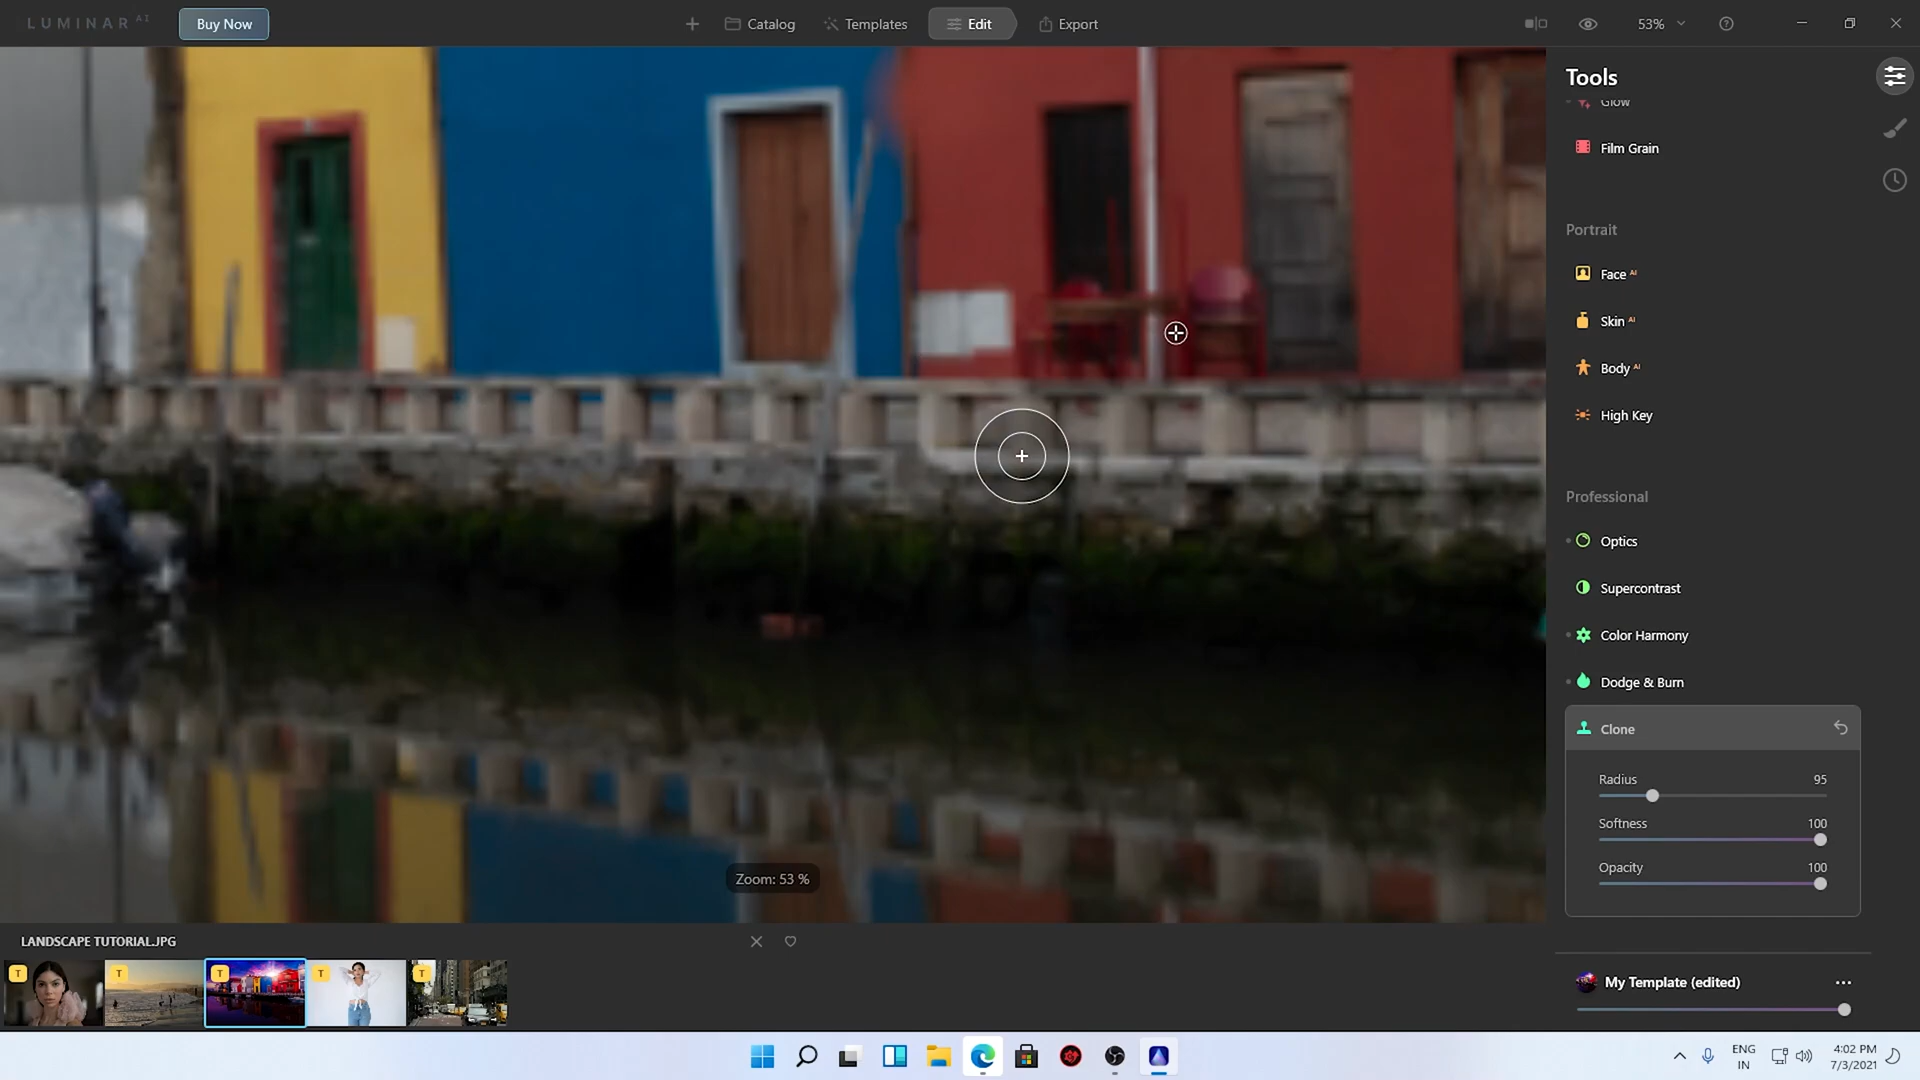 LUMINAR AI
Buy Now
Catalog
Templates
Edit
Export
53%
Tools
Glow
Film Grain
Portrait
Face AI
Skin AI
Body AI
High Key
Professional
Optics
Supercontrast
Color Harmony
Dodge & Burn
Clone
Radius 95
Softness 100
Opacity 100
Zoom: 53 %
LANDSCAPE TUTORIAL.JPG
T T T T T
My Template (edited)
ENG
IN
4:02 PM
7/3/2021